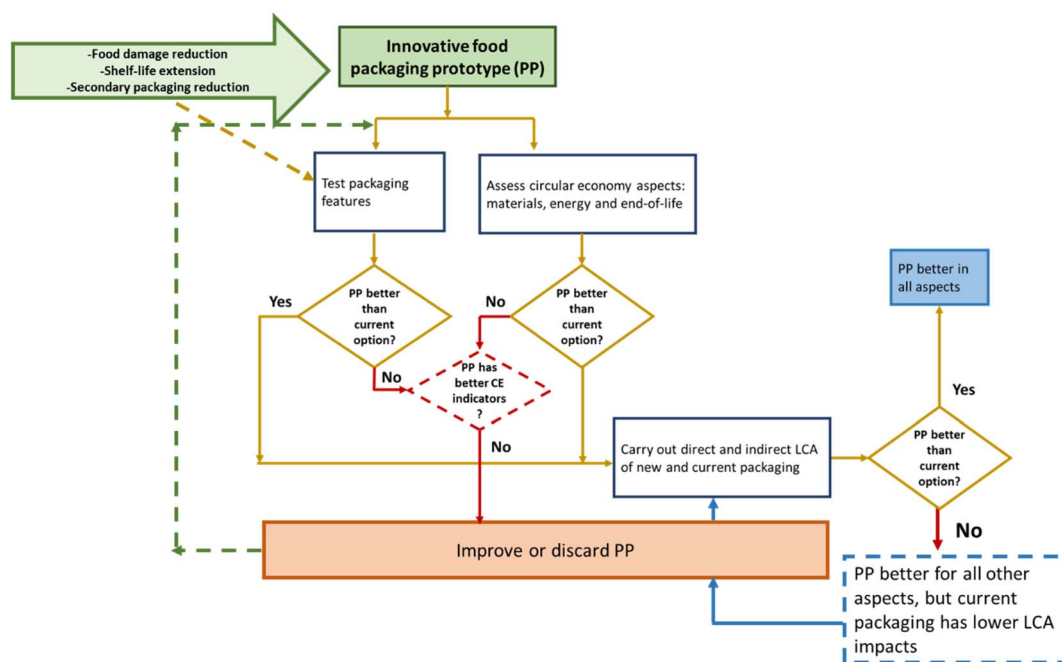 -Food damage reduction
-Shelf-life extension
-Secondary packaging reduction
Innovative food
packaging prototype (PP)
Test packaging
features
Assess circular economy aspects:
materials, energy and end-of-life
PP better in
all aspects
Yes
PP better
than
current
option?
No
PP better
than
current
option?
No
PP has
better CE
indicators
?
No
Yes
Carry out direct and indirect LCA
of new and current packaging
PP better
than
current
option?
No
Improve or discard PP
PP better for all other
aspects, but current
packaging has lower LCA
impacts